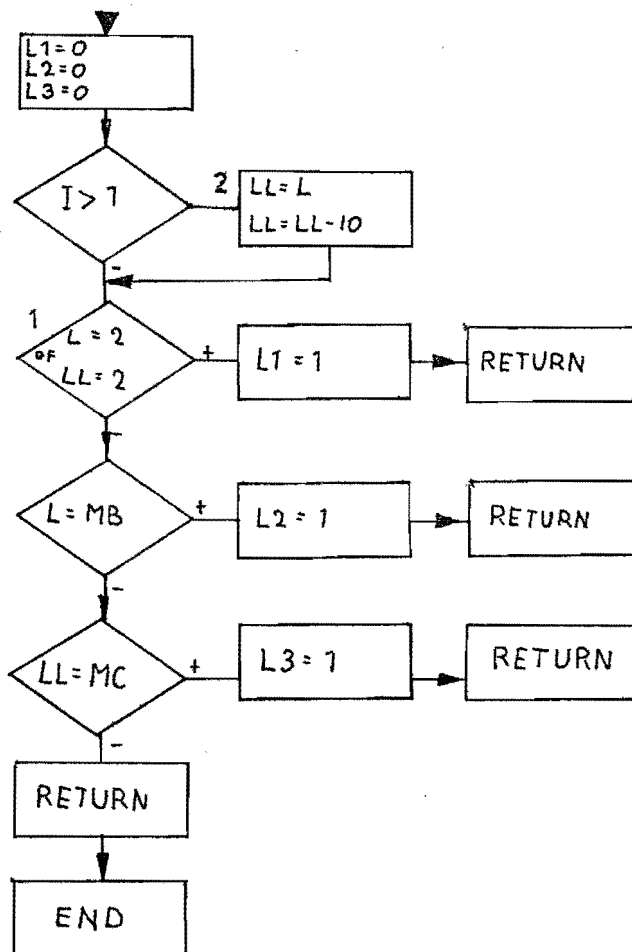 L1=0
L2=0
L3=0
I>1
2
LL=L
LL=LL-10
-
1
L=2
OF
LL=2
+
L1=1
RETURN
-
L=MB
+
L2=1
RETURN
-
LL=MC
+
L3=1
RETURN
-
RETURN
END